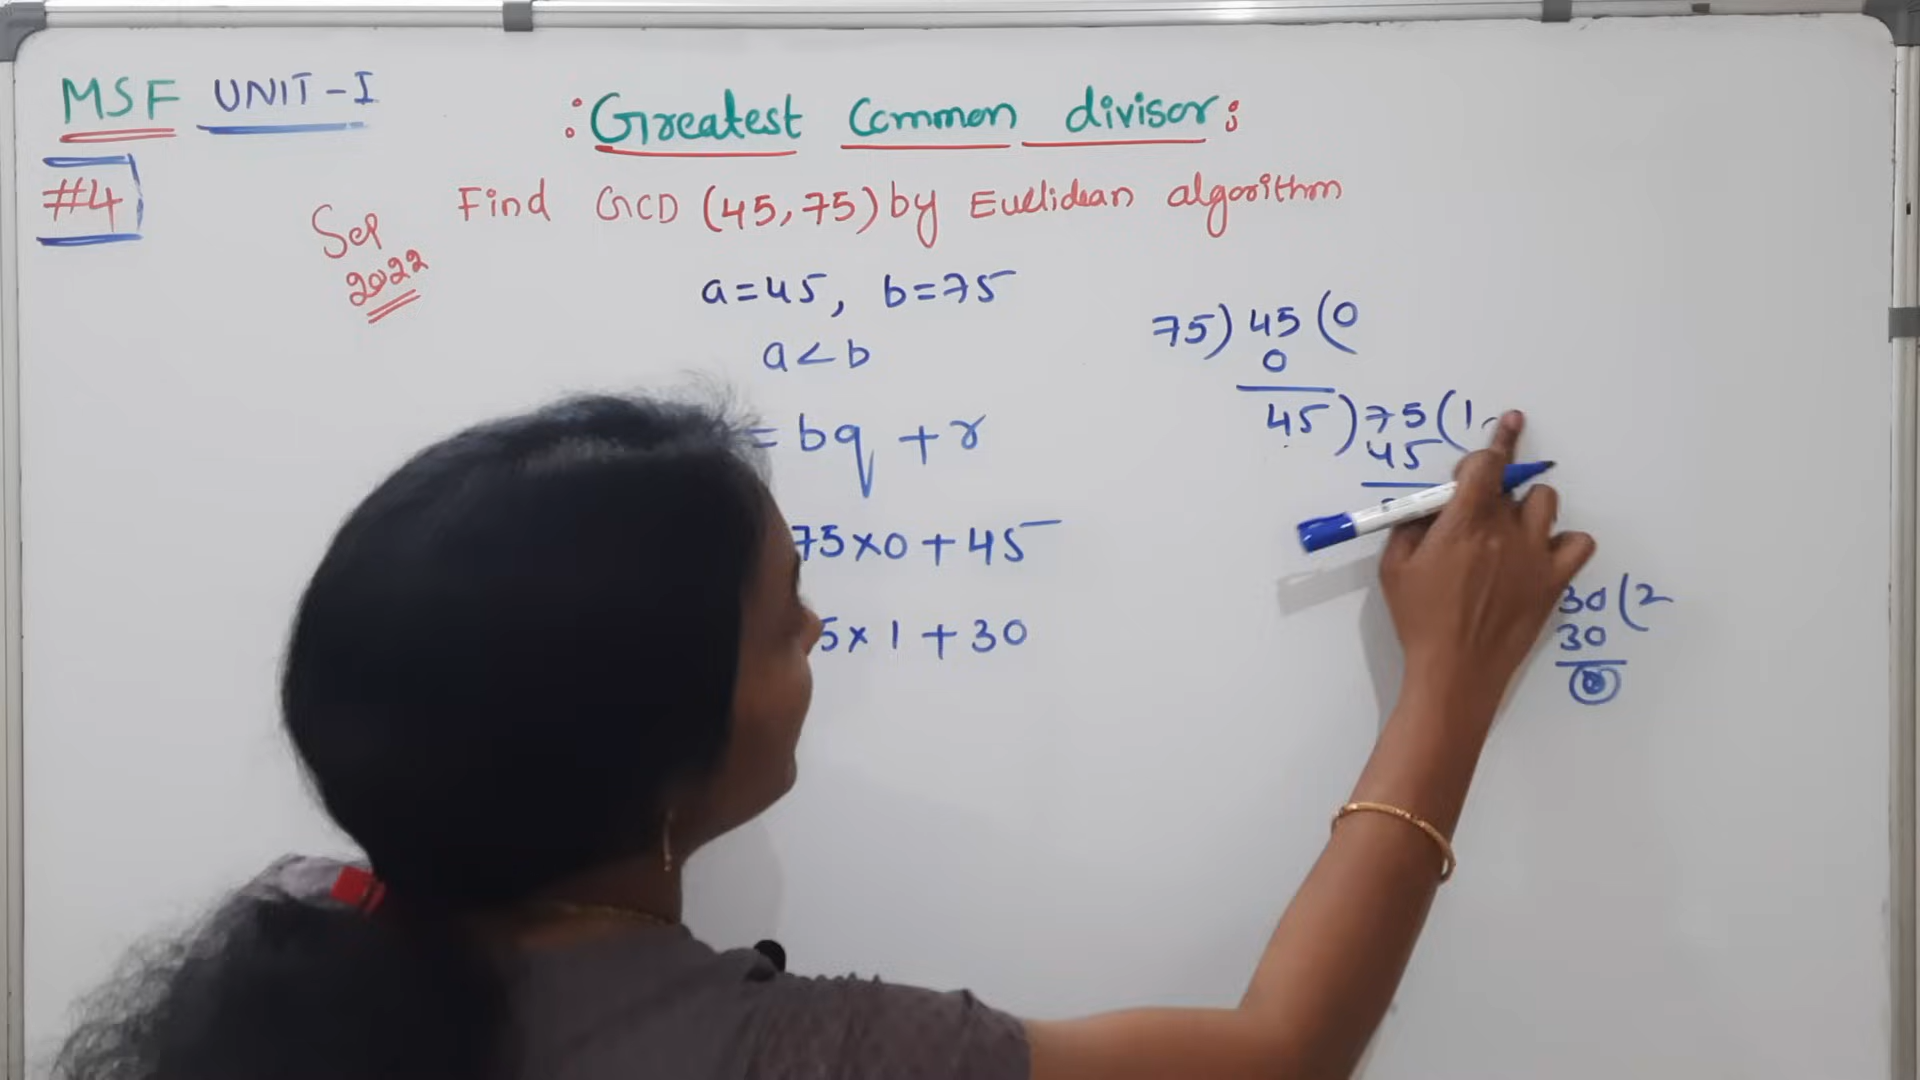 MSF UNIT-I
: Greatest Common divisor :
#4
Sep
2022
Find GCD (45,75) by Euclidean algorithm
a=45, b=75
a<b
= bq + r
75×0+45
5×1+30
75) 45 (0
0
45) 75 (1
45
30 (2
30
0